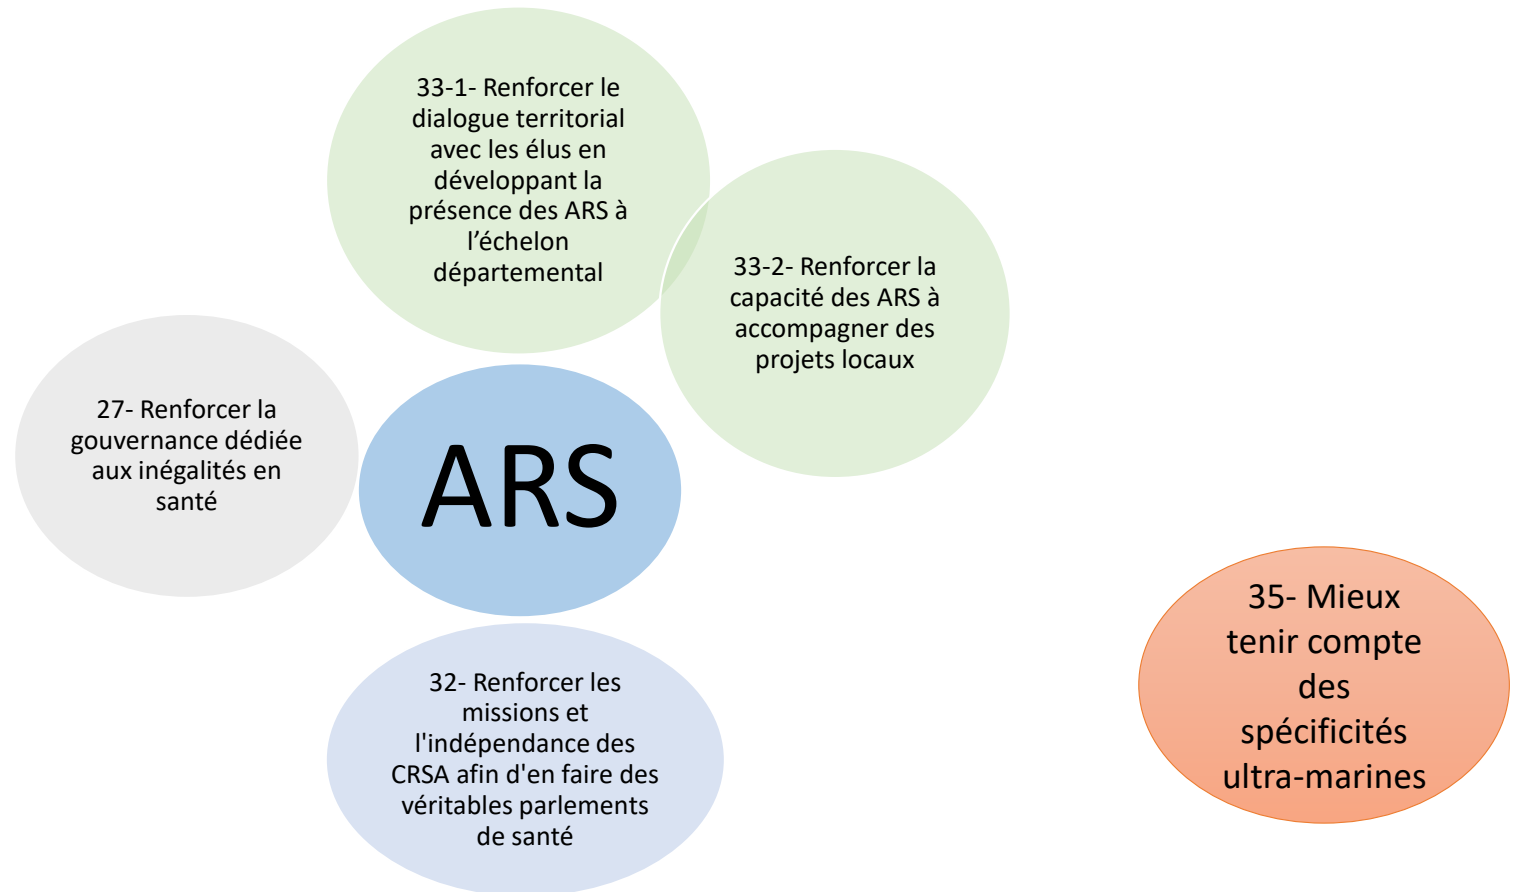 33-1- Renforcer le
dialogue territorial
avec les élus en
développant la
présence des ARS à
l’échelon
départemental
33-2- Renforcer la
capacité des ARS à
accompagner des
projets locaux
27- Renforcer la
gouvernance dédiée
aux inégalités en
santé
ARS
32- Renforcer les
missions et
l'indépendance des
CRSA afin d'en faire des
véritables parlements
de santé
35- Mieux
tenir compte
des
spécificités
ultra-marines